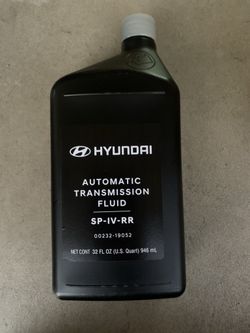 HYUNDAI
AUTOMATIC
TRANSMISSION
FLUID
SP-IV-RR
00232-19052
NET CONT 32 FL OZ (U.S. Quart) 946 mL